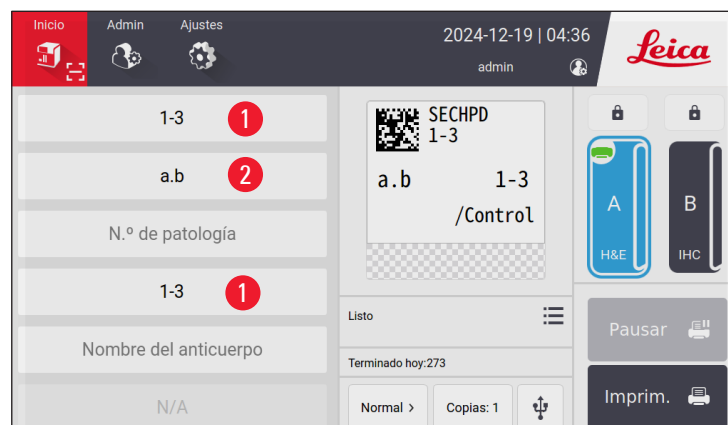 Inicio
Admin
Ajustes
2024-12-19 | 04:36
admin
Leica
1-3
1
a.b
2
N.º de patología
1-3
1
Nombre del anticuerpo
N/A
SECHPD
1-3
a.b 1-3
/Control
Listo
Terminado hoy:273
Normal >
Copias: 1
A
H&E
B
IHC
Pausar
Imprim.